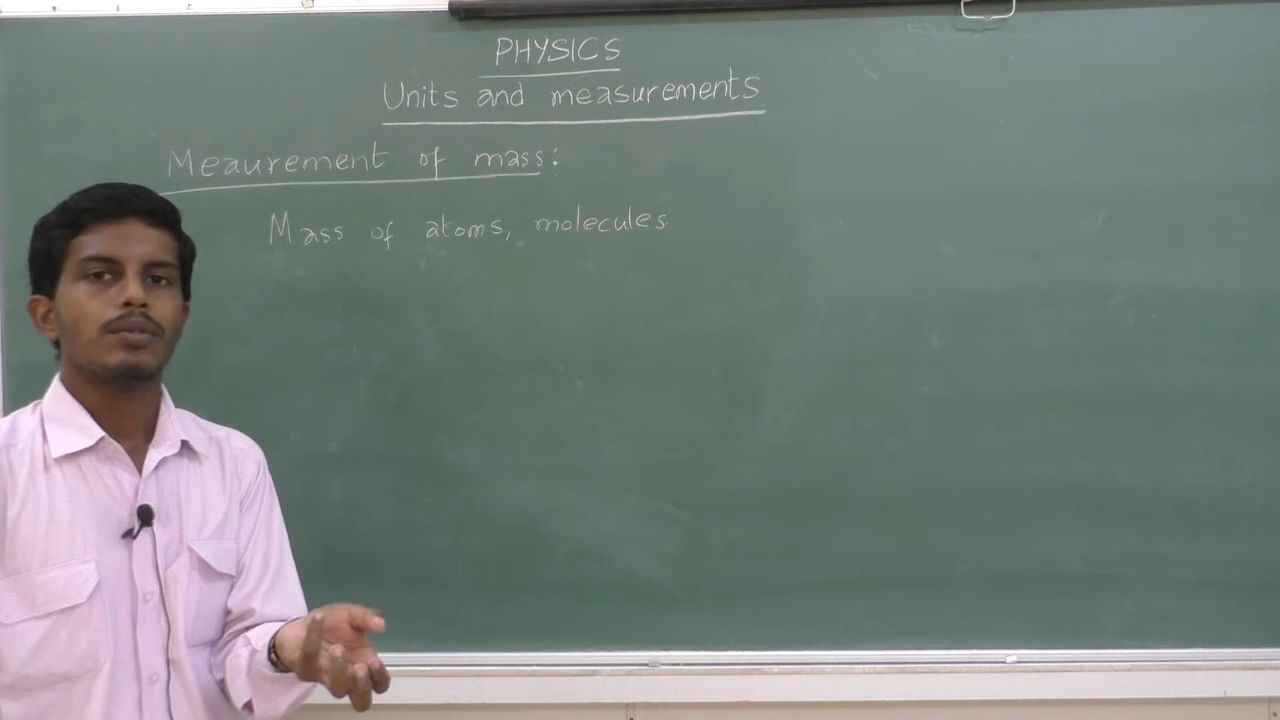 PHYSICS
Units and measurements
Meaurement of mass:
Mass of atoms, molecules